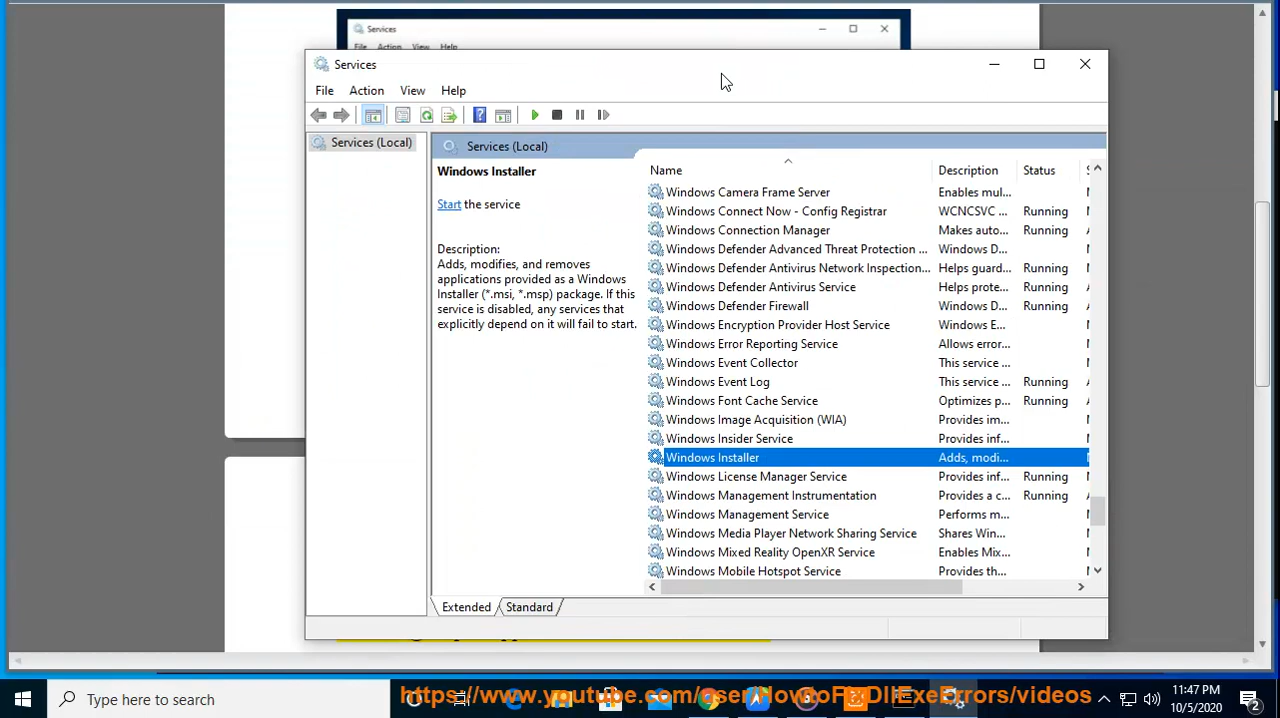 Services
File Action View Help
Services
File Action View Help
Services (Local)
Services (Local)
Windows Installer
Start the service
Description:
Adds, modifies, and removes
applications provided as a Windows
Installer (*.msi, *.msp) package. If this
service is disabled, any services that
explicitly depend on it will fail to start.
Name Description Status
Windows Camera Frame Server Enables mul...
Windows Connect Now - Config Registrar WCNCSVC ... Running
Windows Connection Manager Makes auto... Running
Windows Defender Advanced Threat Protection ... Windows D...
Windows Defender Antivirus Network Inspection... Helps guard... Running
Windows Defender Antivirus Service Helps prote... Running
Windows Defender Firewall Windows D... Running
Windows Encryption Provider Host Service Windows E...
Windows Error Reporting Service Allows error...
Windows Event Collector This service ...
Windows Event Log This service ... Running
Windows Font Cache Service Optimizes p... Running
Windows Image Acquisition (WIA) Provides im...
Windows Insider Service Provides inf...
Windows Installer Adds, modi...
Windows License Manager Service Provides inf... Running
Windows Management Instrumentation Provides a c... Running
Windows Management Service Performs m...
Windows Media Player Network Sharing Service Shares Win...
Windows Mixed Reality OpenXR Service Enables Mix...
Windows Mobile Hotspot Service Provides th...
Extended Standard
Type here to search
11:47 PM
10/5/2020
2